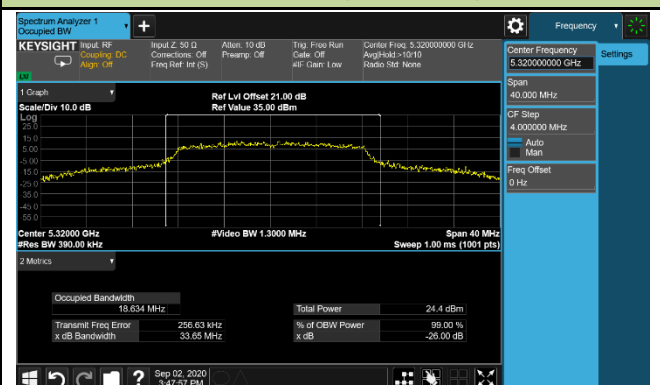 Spectrum Analyzer 1
Occupied BW
Frequency
KEYSIGHT
Input: RF
Coupling: DC
Align: Off
Input Z: 50 Ω
Corrections: Off
Freq Ref: Int (S)
Atten: 10 dB
Preamp: Off
Trig: Free Run
Gate: Off
#IF Gain: Low
Center Freq: 5.320000000 GHz
Avg|Hold:>10/10
Radio Std: None
Center Frequency
5.320000000 GHz
Settings
Span
40.000 MHz
CF Step
4.000000 MHz
Auto
Man
Freq Offset
0 Hz
LXI
1 Graph
Scale/Div 10.0 dB
Ref Lvl Offset 21.00 dB
Ref Value 35.00 dBm
Log
25.0
15.0
5.00
-5.00
-15.0
-25.0
-35.0
-45.0
-55.0
Center 5.32000 GHz
#Res BW 390.00 kHz
#Video BW 1.3000 MHz
Span 40 MHz
Sweep 1.00 ms (1001 pts)
2 Metrics
Occupied Bandwidth
18.634 MHz
Total Power 24.4 dBm
Transmit Freq Error 256.63 kHz
% of OBW Power 99.00 %
x dB Bandwidth 33.65 MHz
x dB -26.00 dB
Sep 02, 2020
3:47:57 PM